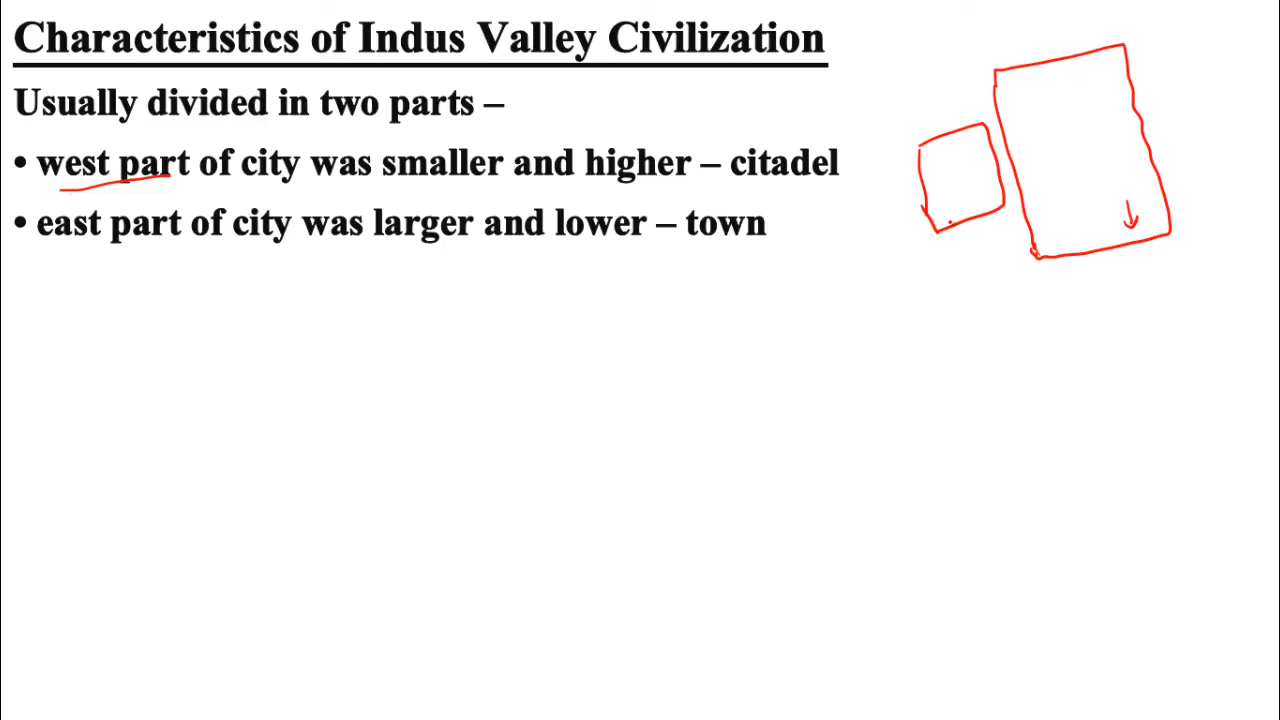 Characteristics of Indus Valley Civilization
Usually divided in two parts –
• west part of city was smaller and higher – citadel
• east part of city was larger and lower – town